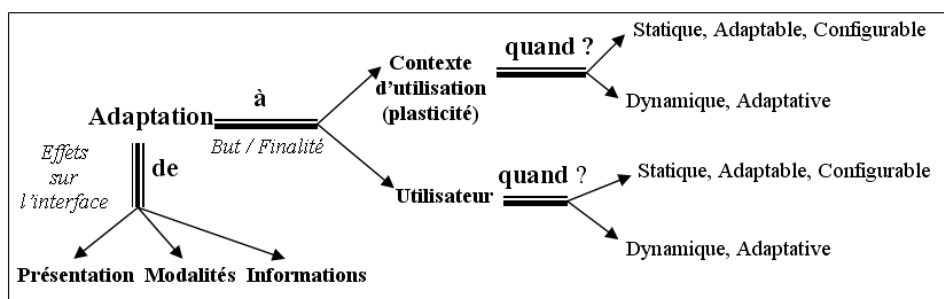 quand ?
Statique, Adaptable, Configurable
Contexte
d’utilisation
(plasticité)
Dynamique, Adaptative
à
Adaptation
But / Finalité
Effets
sur
l’interface
de
Utilisateur
quand ?
Statique, Adaptable, Configurable
Dynamique, Adaptative
Présentation Modalités Informations